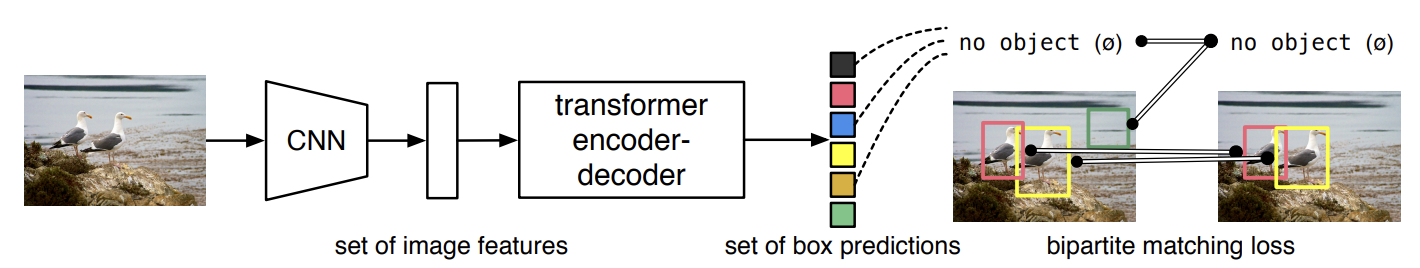 no object (ø)
no object (ø)
CNN
transformer
encoder-
decoder
set of image features
set of box predictions
bipartite matching loss